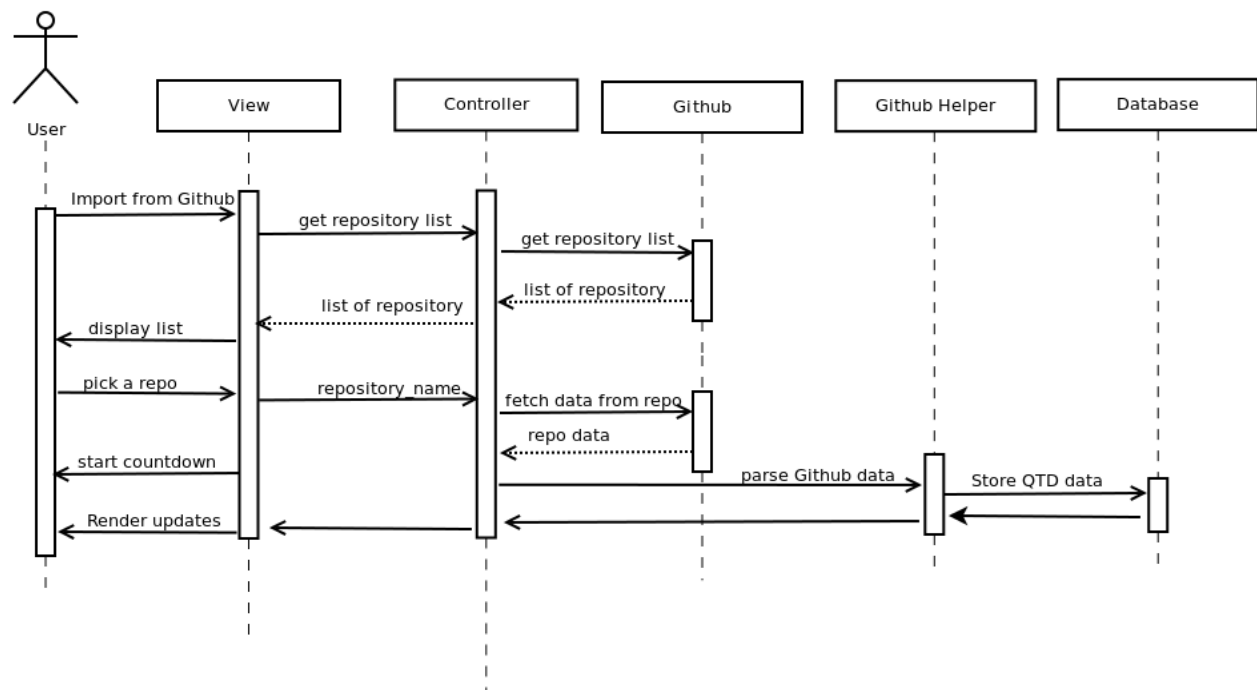 User
View
Controller
Github
Github Helper
Database
Import from Github
get repository list
get repository list
list of repository
list of repository
display list
pick a repo
repository_name
fetch data from repo
repo data
start countdown
parse Github data
Store QTD data
Render updates